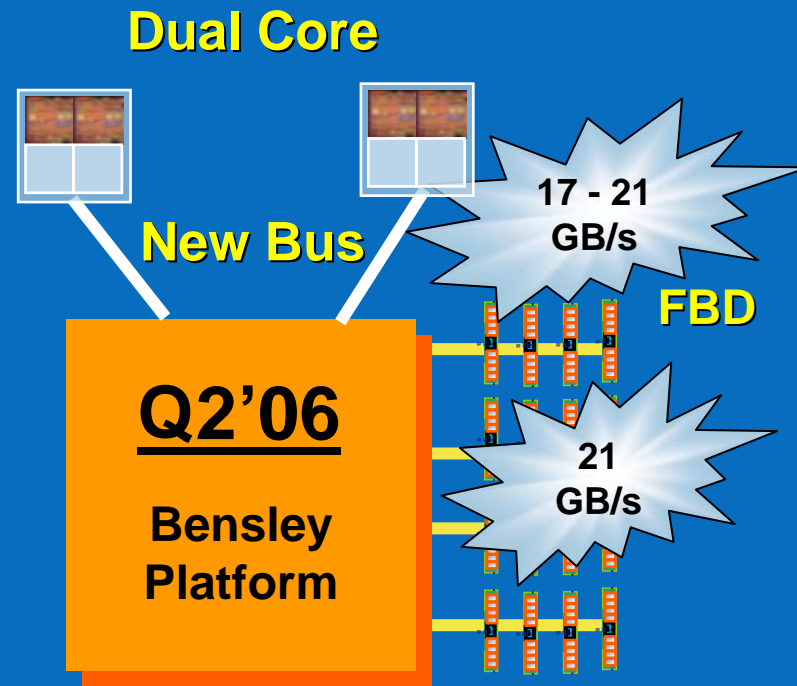 Dual Core
17 - 21
GB/s
New Bus
FBD
Q2’06
21
GB/s
Bensley
Platform